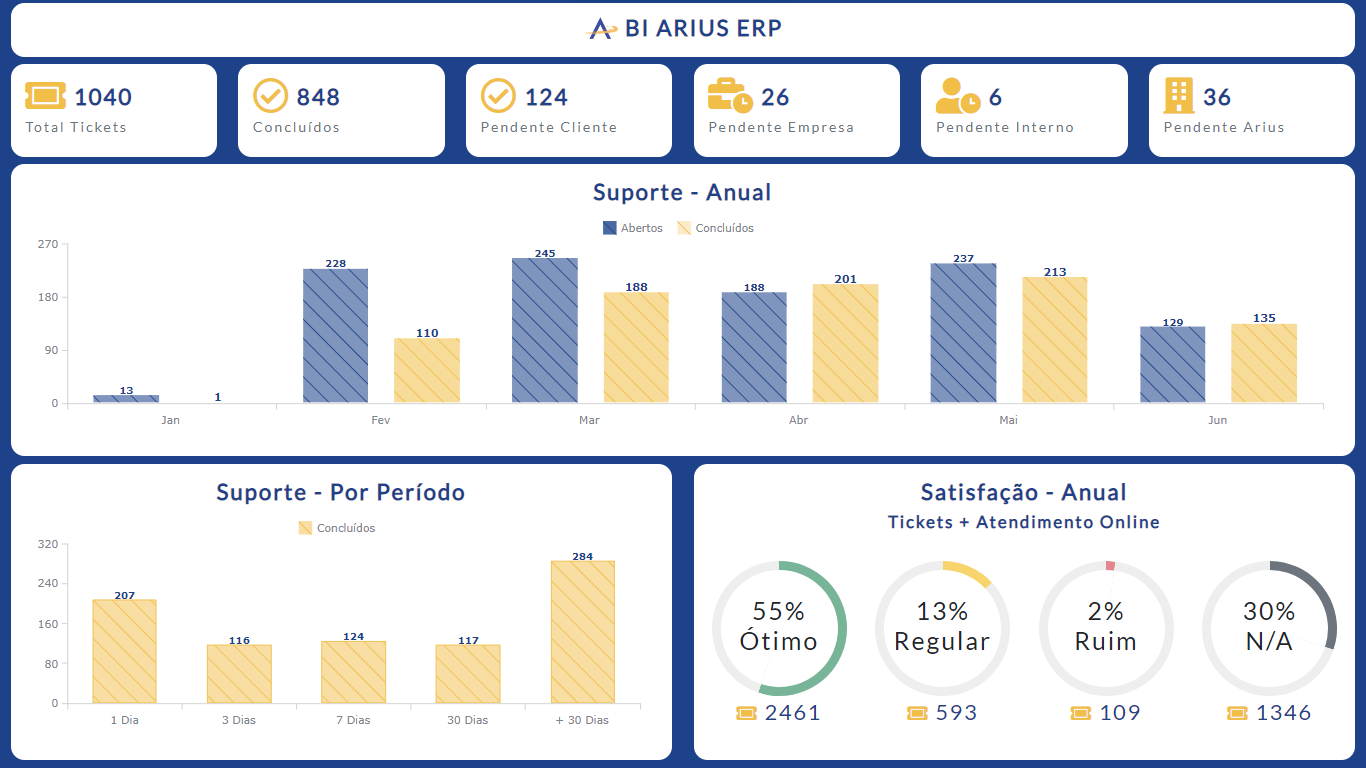 BI ARIUS ERP
1040
Total Tickets
848
Concluídos
124
Pendente Cliente
26
Pendente Empresa
6
Pendente Interno
36
Pendente Arius
Suporte - Anual
Abertos Concluídos
270
180
90
0
13 1 228 110 245 188 188 201 237 213 129 135
Jan Fev Mar Abr Mai Jun
Suporte - Por Período
Concluídos
320
240
160
80
0
207 116 124 117 284
1 Dia 3 Dias 7 Dias 30 Dias + 30 Dias
Satisfação - Anual
Tickets + Atendimento Online
55%
Ótimo
2461
13%
Regular
593
2%
Ruim
109
30%
N/A
1346